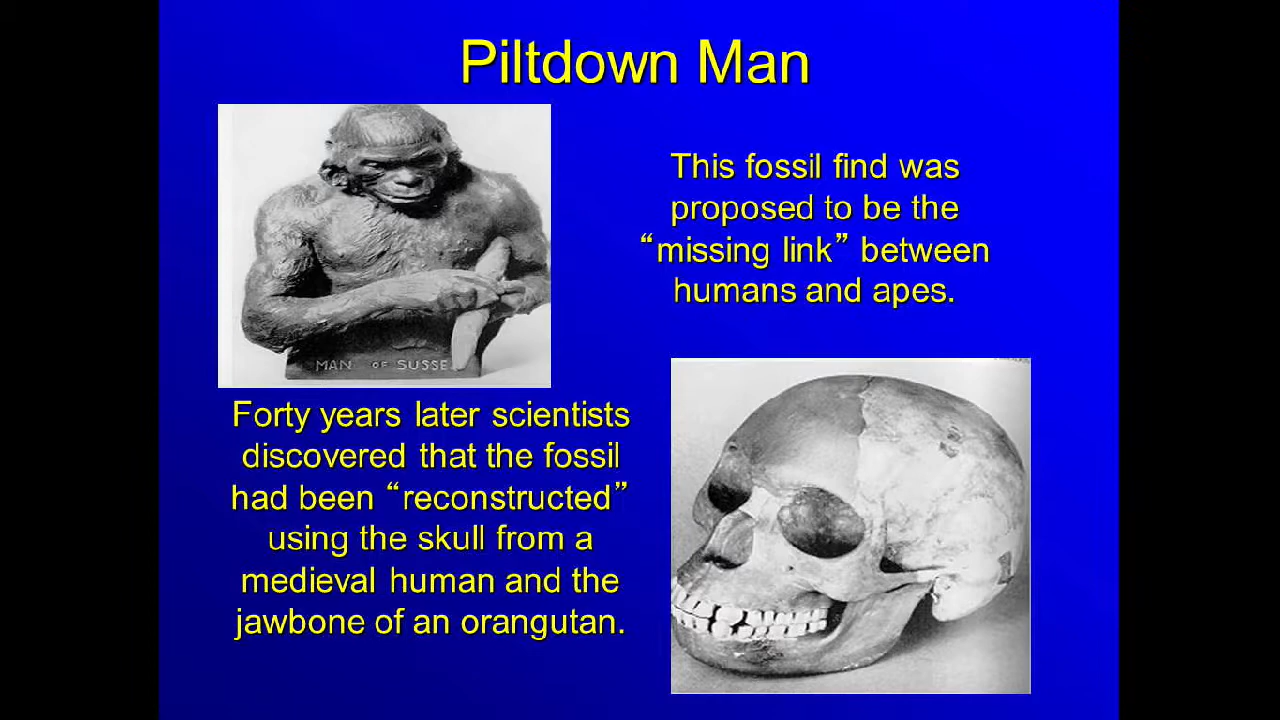 Piltdown Man
This fossil find was
proposed to be the
“missing link” between
humans and apes.
MAN OF SUSSE
Forty years later scientists
discovered that the fossil
had been “reconstructed”
using the skull from a
medieval human and the
jawbone of an orangutan.